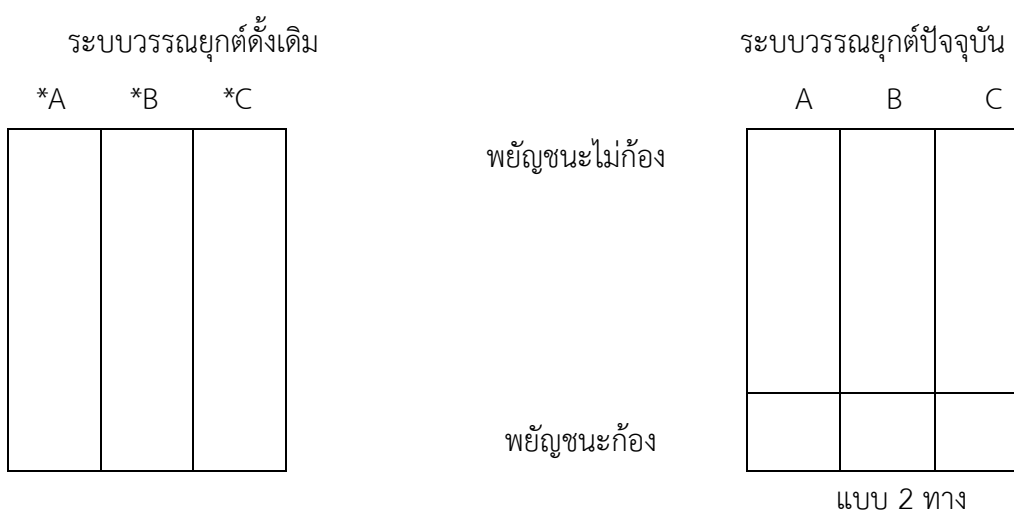 ระบบวรรณยุกต์ดั้งเดิม
ระบบวรรณยุกต์ปัจจุบัน
*A *B *C
A B C
พยัญชนะไม่ก้อง
พยัญชนะก้อง
แบบ 2 ทาง